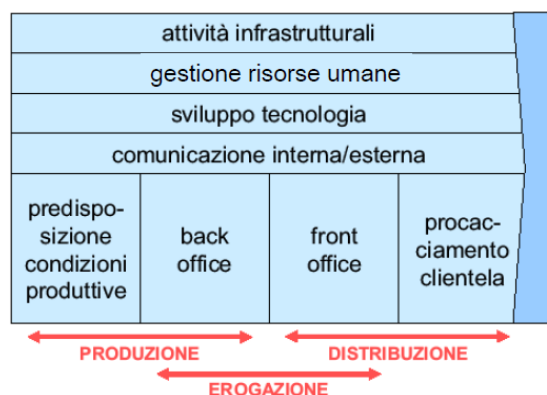 attività infrastrutturali
gestione risorse umane
sviluppo tecnologia
comunicazione interna/esterna
predispo-
sizione
condizioni
produttive
back
office
front
office
procac-
ciamento
clientela
PRODUZIONE
DISTRIBUZIONE
EROGAZIONE